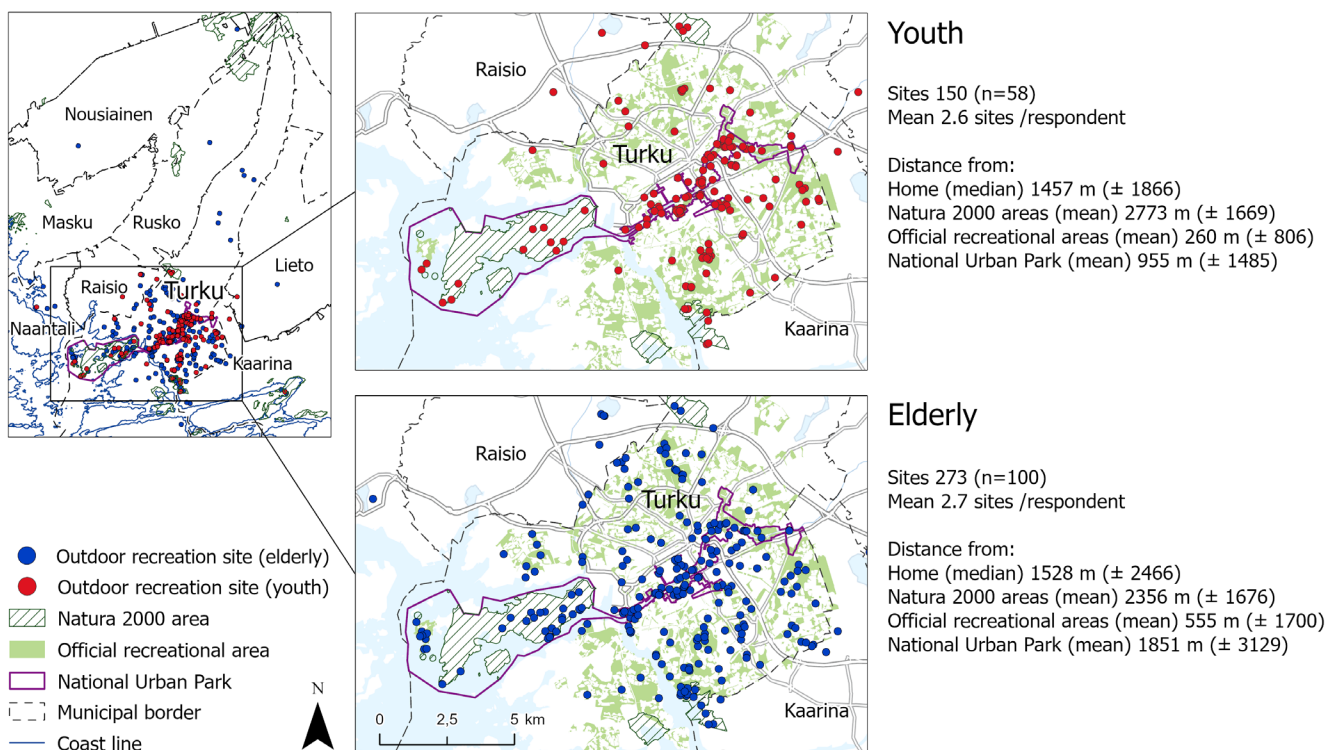 Nousiainen
Masku
Rusko
Lieto
Raisio
Turku
Naantali
Kaarina
Outdoor recreation site (elderly)
Outdoor recreation site (youth)
Natura 2000 area
Official recreational area
National Urban Park
Municipal border
Coast line
N
Raisio
Turku
Kaarina
Youth
Sites 150 (n=58)
Mean 2.6 sites /respondent
Distance from:
Home (median) 1457 m (± 1866)
Natura 2000 areas (mean) 2773 m (± 1669)
Official recreational areas (mean) 260 m (± 806)
National Urban Park (mean) 955 m (± 1485)
Raisio
Turku
Kaarina
0 2,5 5 km
Elderly
Sites 273 (n=100)
Mean 2.7 sites /respondent
Distance from:
Home (median) 1528 m (± 2466)
Natura 2000 areas (mean) 2356 m (± 1676)
Official recreational areas (mean) 555 m (± 1700)
National Urban Park (mean) 1851 m (± 3129)